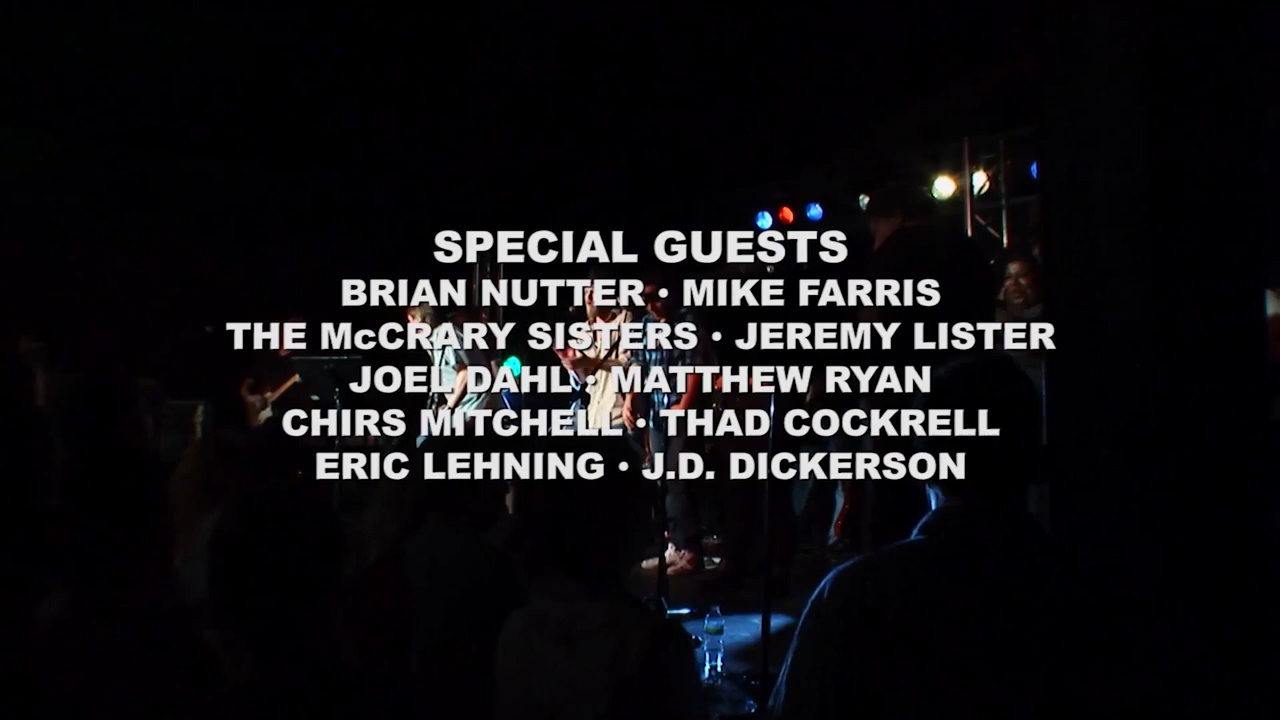 SPECIAL GUESTS
BRIAN NUTTER • MIKE FARRIS
THE McCRARY SISTERS • JEREMY LISTER
JOEL DAHL • MATTHEW RYAN
CHIRS MITCHELL • THAD COCKRELL
ERIC LEHNING • J.D. DICKERSON